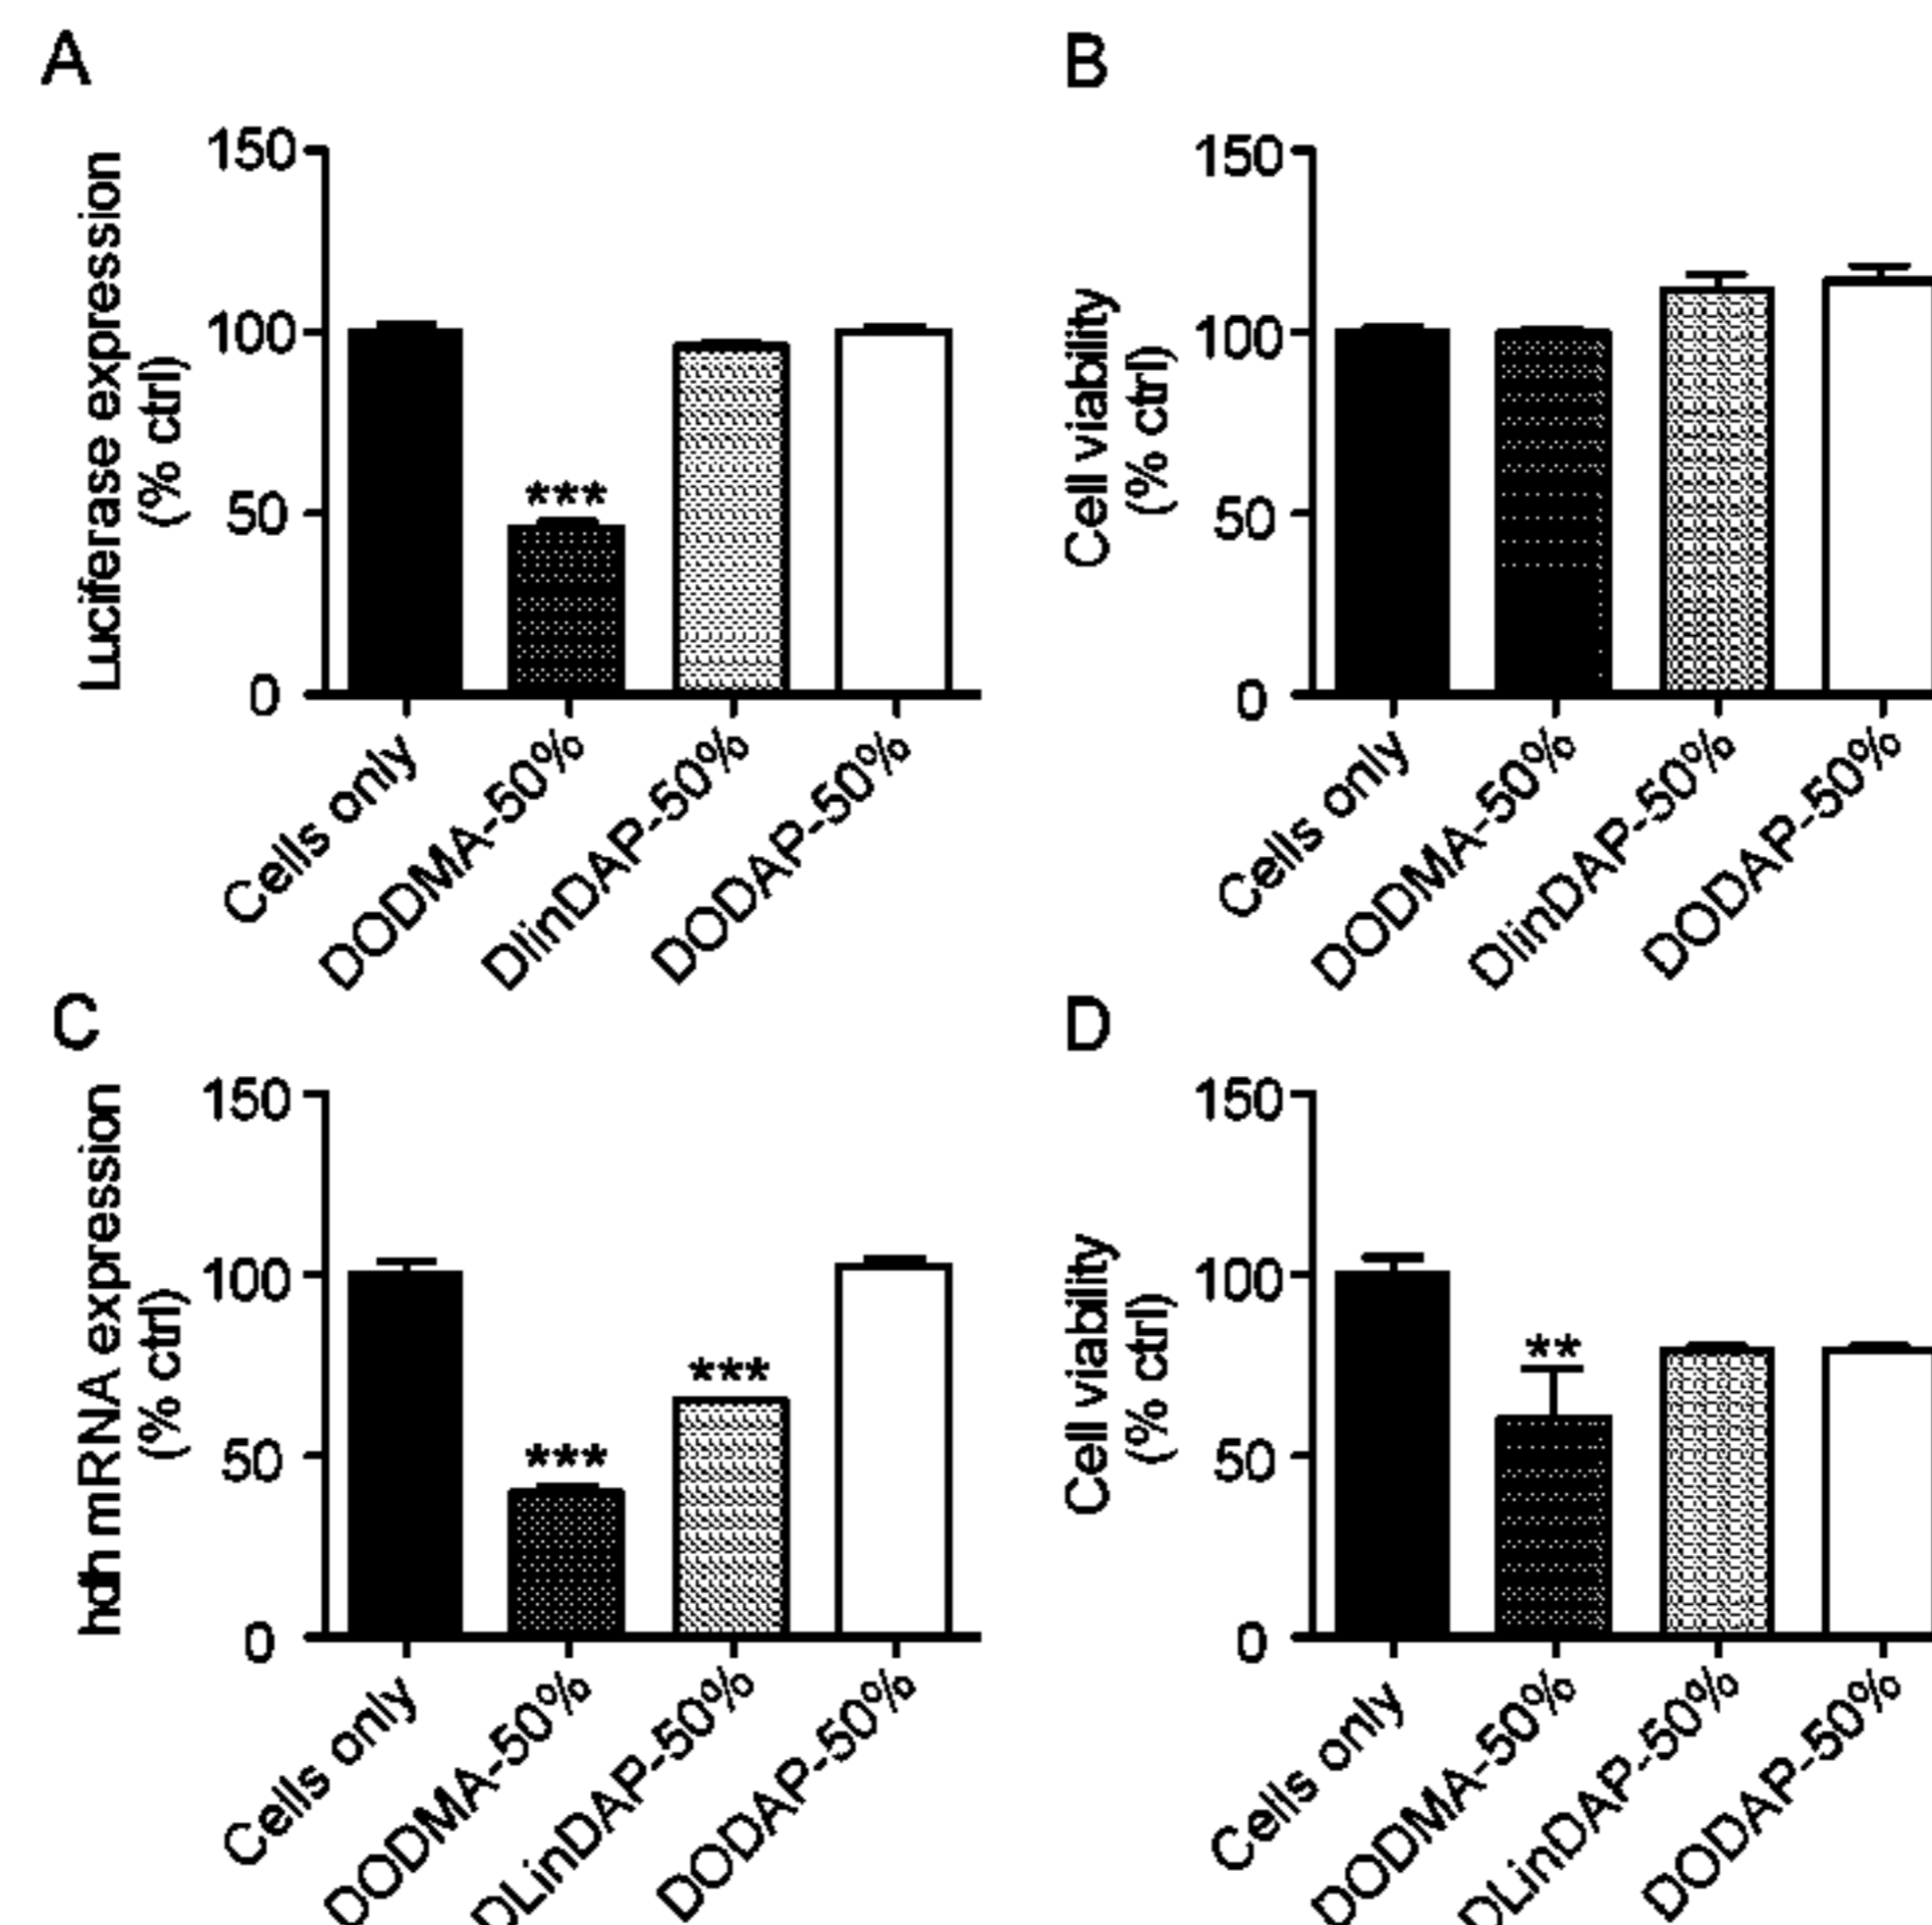 A
Luciferase expression
(% ctrl)
150
100
50
0
***
Cells only
DODMA-50%
DlinDAP-50%
DODAP-50%
B
Cell viability
(% ctrl)
150
100
50
0
Cells only
DODMA-50%
DlinDAP-50%
DODAP-50%
C
hdh mRNA expression
(% ctrl)
150
100
50
0
***
***
Cells only
DODMA-50%
DLinDAP-50%
DODAP-50%
D
Cell viability
(% ctrl)
150
100
50
0
**
Cells only
DODMA-50%
DLinDAP-50%
DODAP-50%